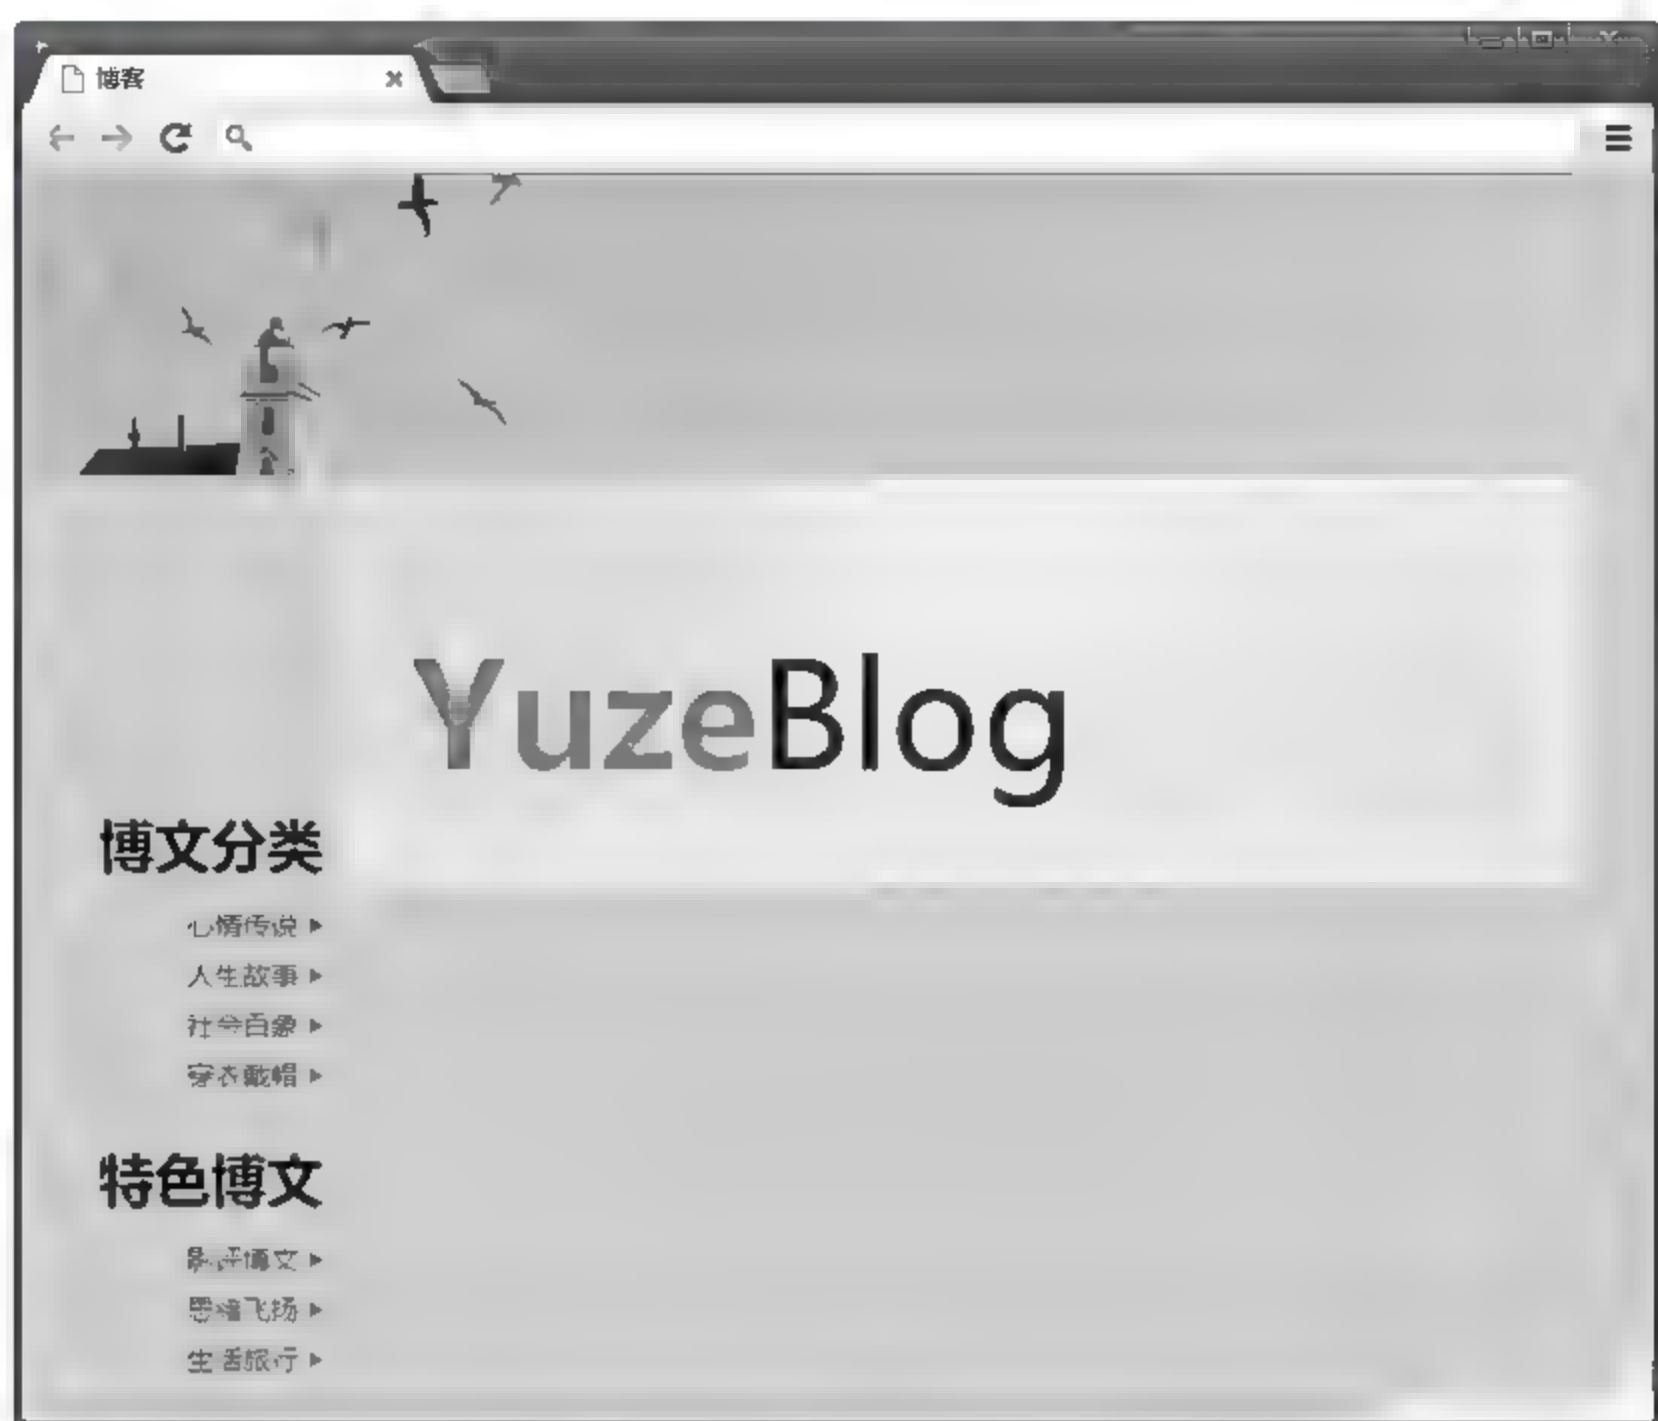 博客
YuzeBlog
博文分类
心情传说
人生故事
社会百象
穿衣戴帽
特色博文
影评博文
思绪飞扬
生活旅行